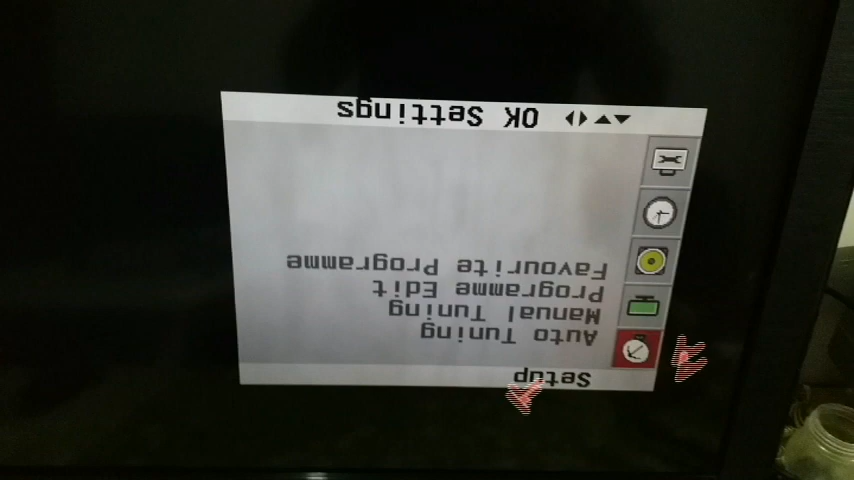 Setup
Auto Tuning
Manual Tuning
Programme Edit
Favourite Programme
OK Settings